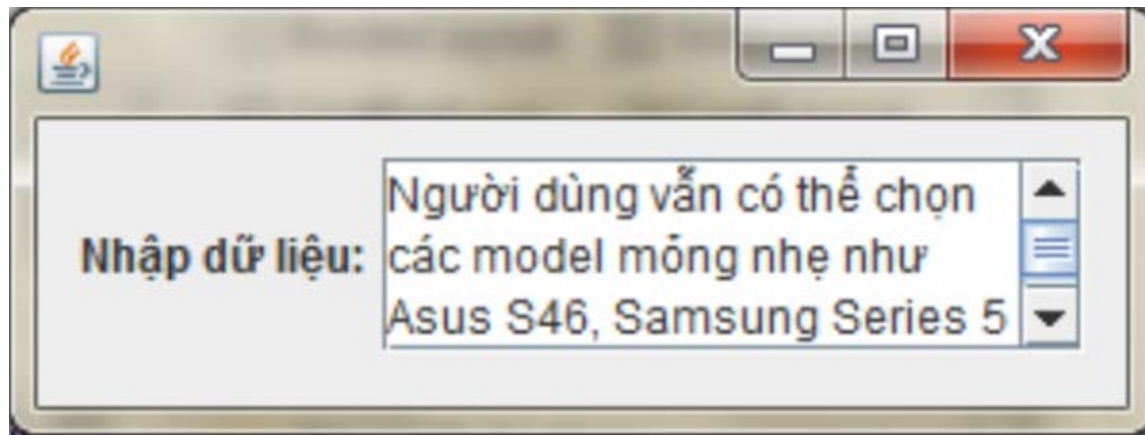 Nhập dữ liệu:
Người dùng vẫn có thể chọn
các model mỏng nhẹ như
Asus S46, Samsung Series 5